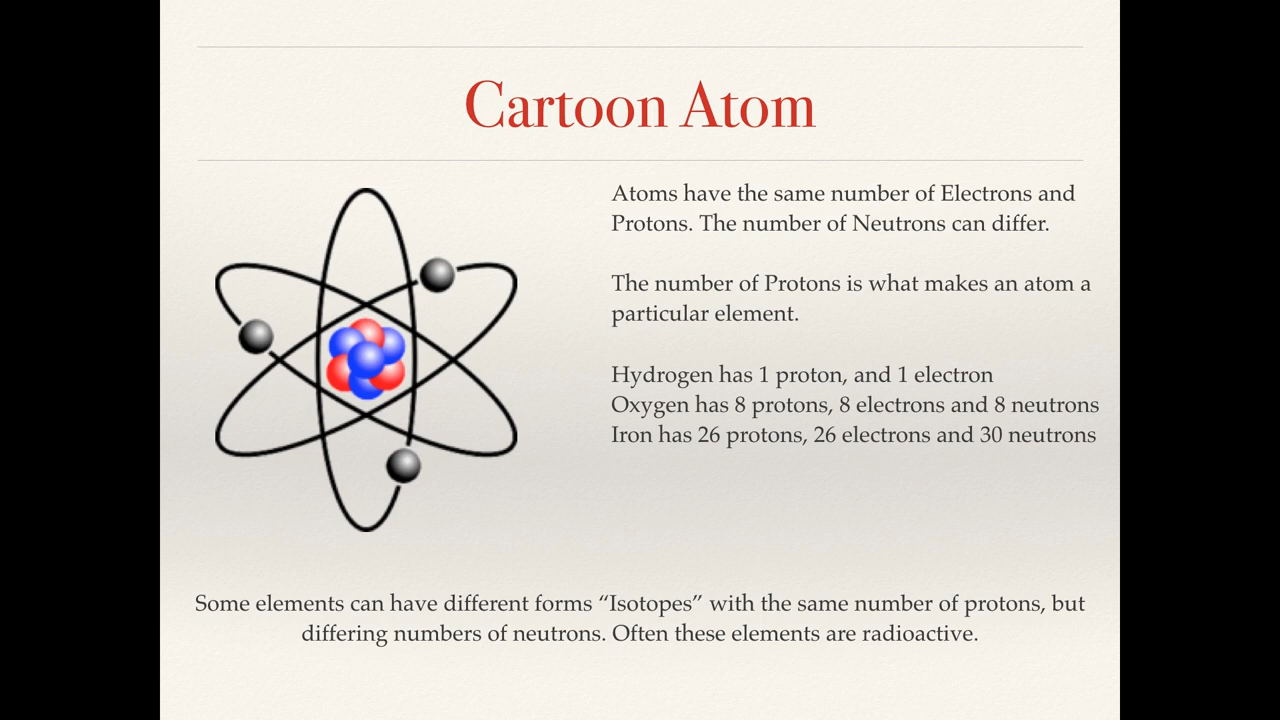 Cartoon Atom
Atoms have the same number of Electrons and
Protons. The number of Neutrons can differ.
The number of Protons is what makes an atom a
particular element.
Hydrogen has 1 proton, and 1 electron
Oxygen has 8 protons, 8 electrons and 8 neutrons
Iron has 26 protons, 26 electrons and 30 neutrons
Some elements can have different forms “Isotopes” with the same number of protons, but
differing numbers of neutrons. Often these elements are radioactive.